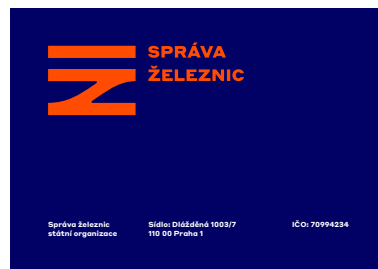 SPRÁVA
ŽELEZNIC
Správa železnic
státní organizace
Sídlo: Dlážděná 1003/7
110 00 Praha 1
IČO: 70994234